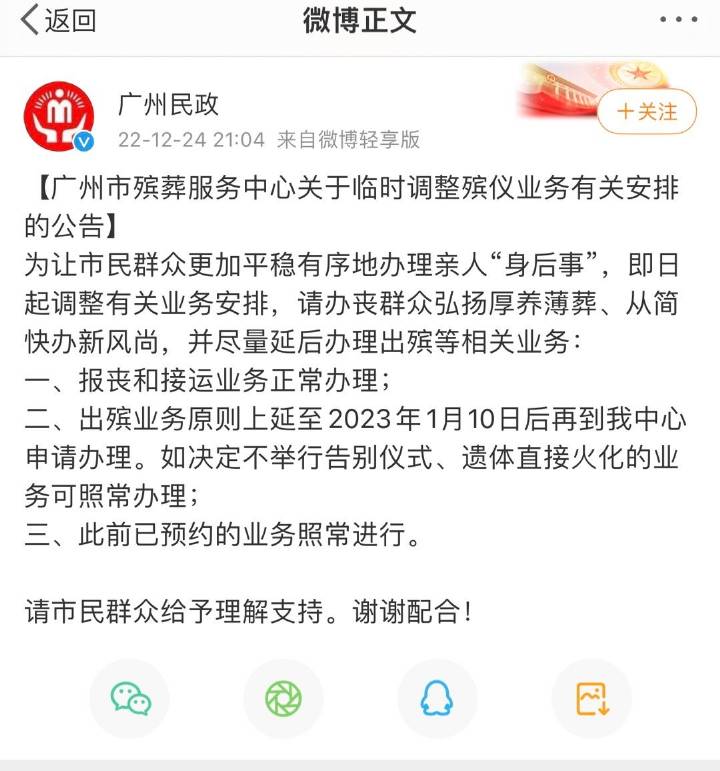 返回
微博正文
广州民政
+关注
22-12-24 21:04 来自微博轻享版
【广州市殡葬服务中心关于临时调整殡仪业务有关安排
的公告】
为让市民群众更加平稳有序地办理亲人“身后事”，即日
起调整有关业务安排，请办丧群众弘扬厚养薄葬、从简
快办新风尚，并尽量延后办理出殡等相关业务：
一、报丧和接运业务正常办理；
二、出殡业务原则上延至2023年1月10日后再到我中心
申请办理。如决定不举行告别仪式、遗体直接火化的业
务可照常办理；
三、此前已预约的业务照常进行。
请市民群众给予理解支持。谢谢配合！